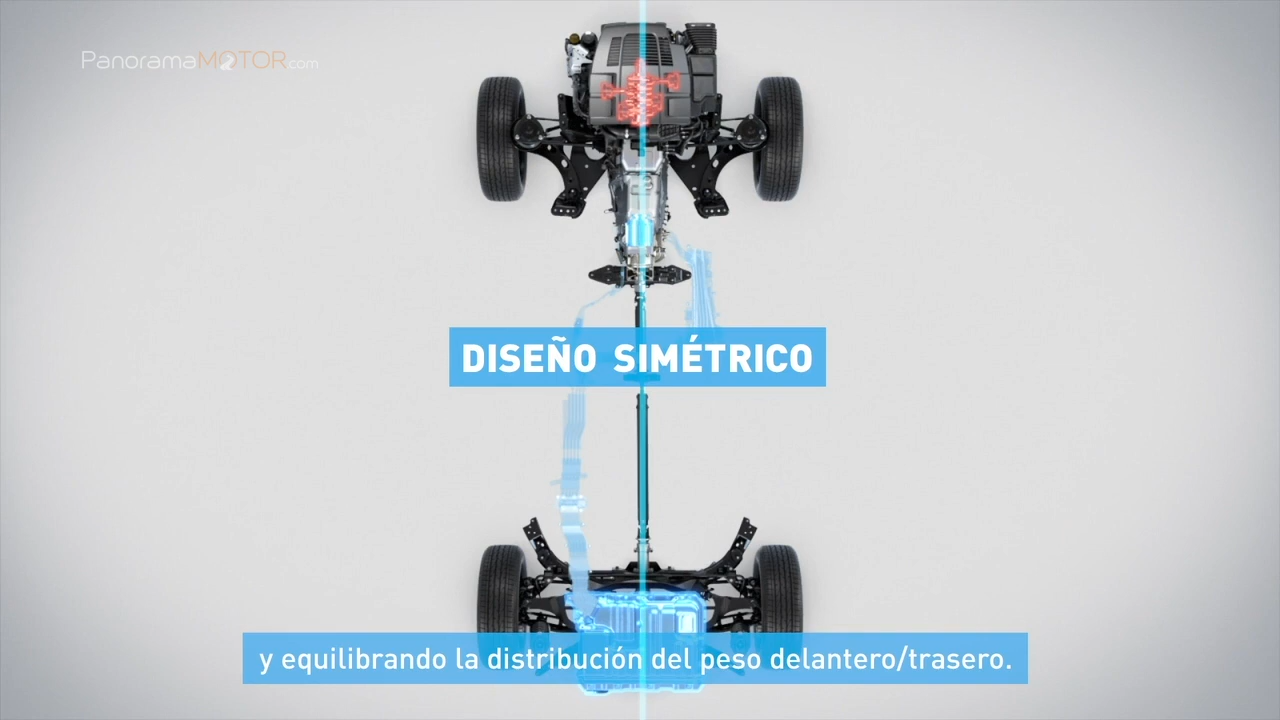 PanoramaMOTOR.com
DISEÑO SIMÉTRICO
y equilibrando la distribución del peso delantero/trasero.